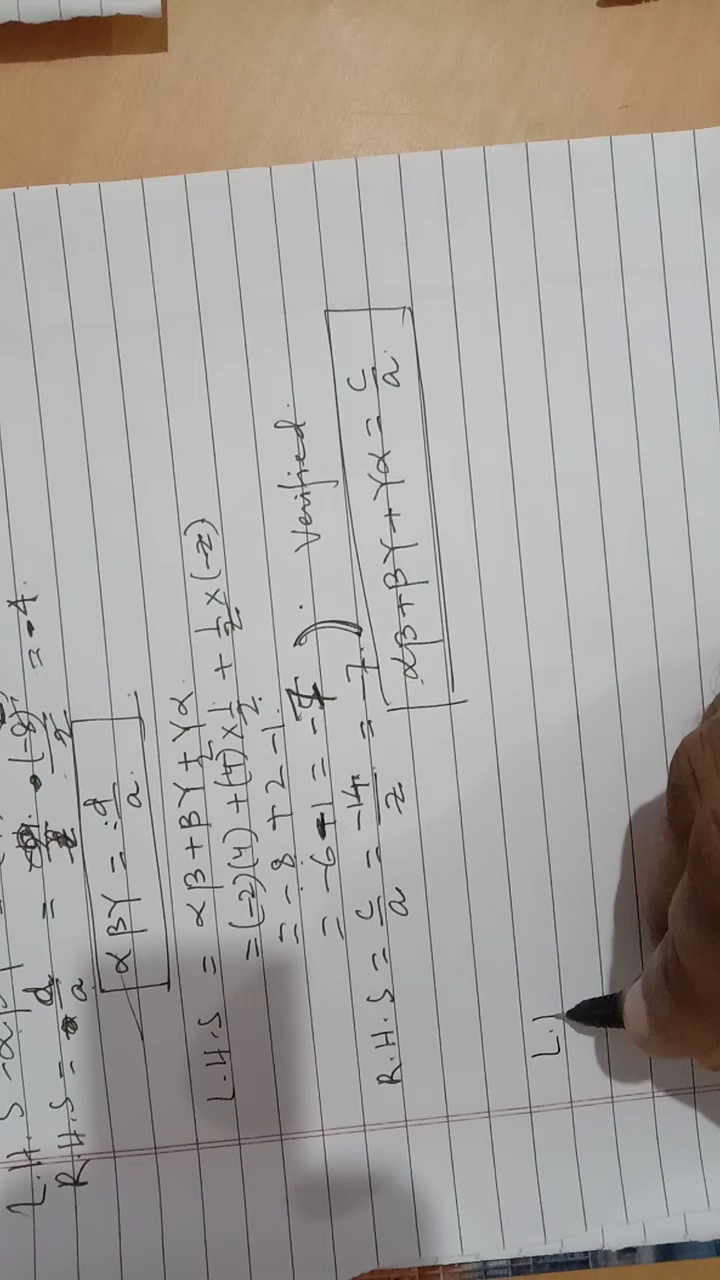 L.H.S
R.H.S = d/a = (-8)/2 = -4.
αβγ = -d/a.
L.H.S = αβ + βγ + γα.
= (-2)(4) + (4) × 1/2 + 1/2 × (-2)
= -8 + 2 - 1.
= -6 - 1 = -7 ) . Verified.
R.H.S = c/a = -14/2 = -7.
αβ + βγ + γα = c/a.
L.I